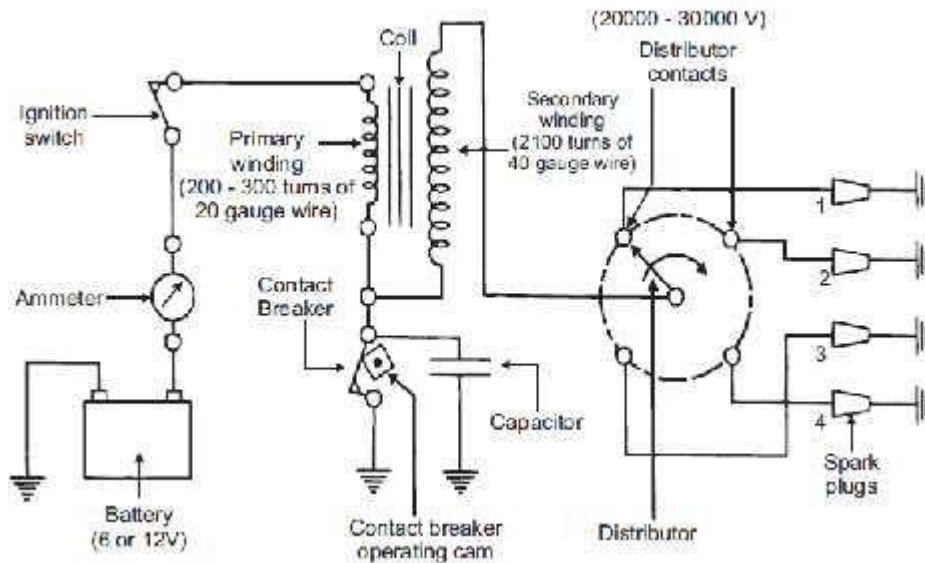 (20000 - 30000 V)
Coil
Distributor
contacts
Ignition
switch
Primary
winding
(200 - 300 turns of
20 gauge wire)
Secondary
winding
(2100 turns of
40 gauge wire)
1
2
Ammeter
Contact
Breaker
3
4
Capacitor
Spark
plugs
Battery
(6 or 12V)
Contact breaker
operating cam
Distributor